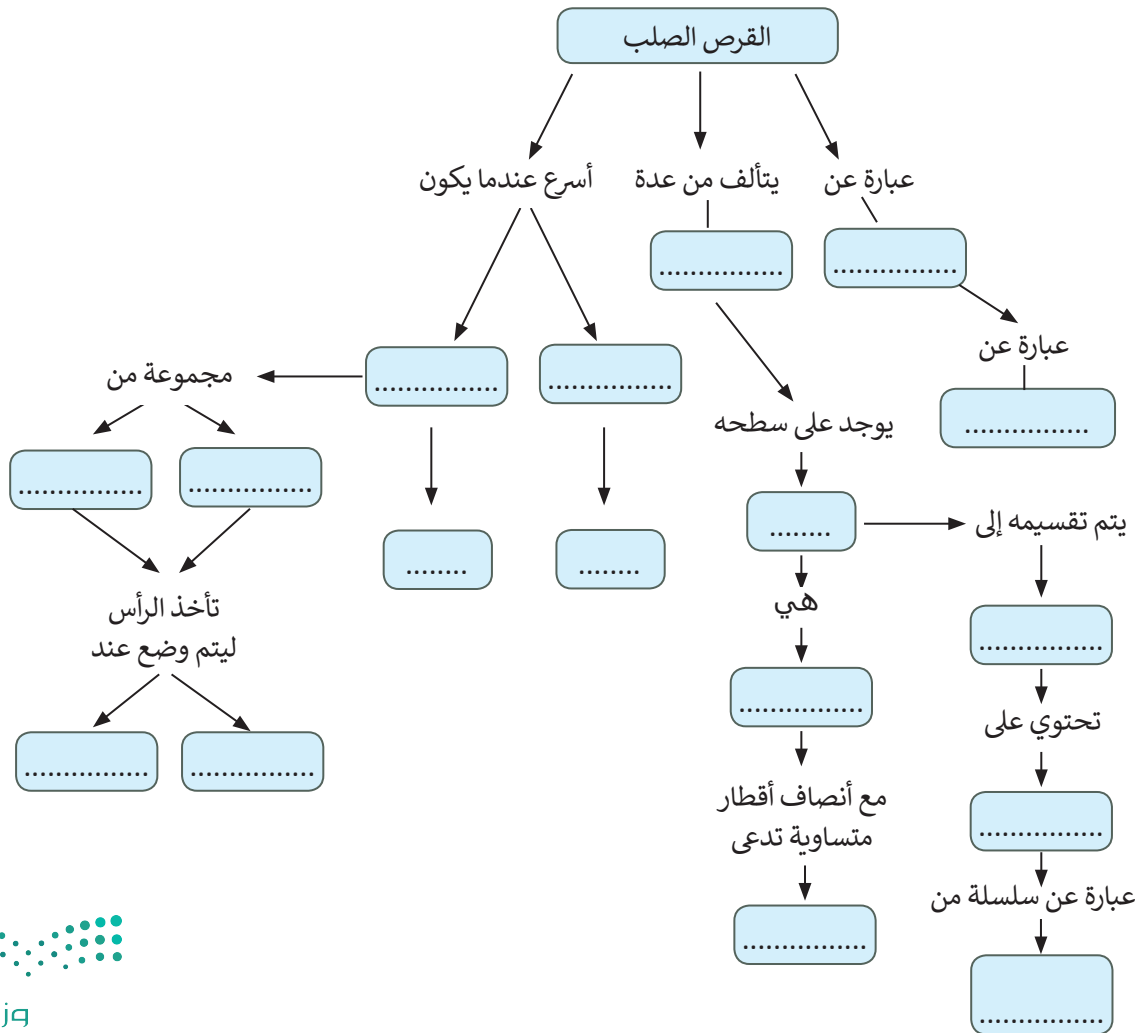 القرص الصلب
عبارة عن
يتألف من عدة
أسرع عندما يكون
................
................
عبارة عن
................
................
................
مجموعة من
يوجد على سطحه
................
................
يتم تقسيمه إلى
........
........
........
هي
تأخذ الرأس
ليتم وضع عند
................
................
تحتوي على
................
................
مع أنصاف أقطار
متساوية تدعى
................
عبارة عن سلسلة من
................
................